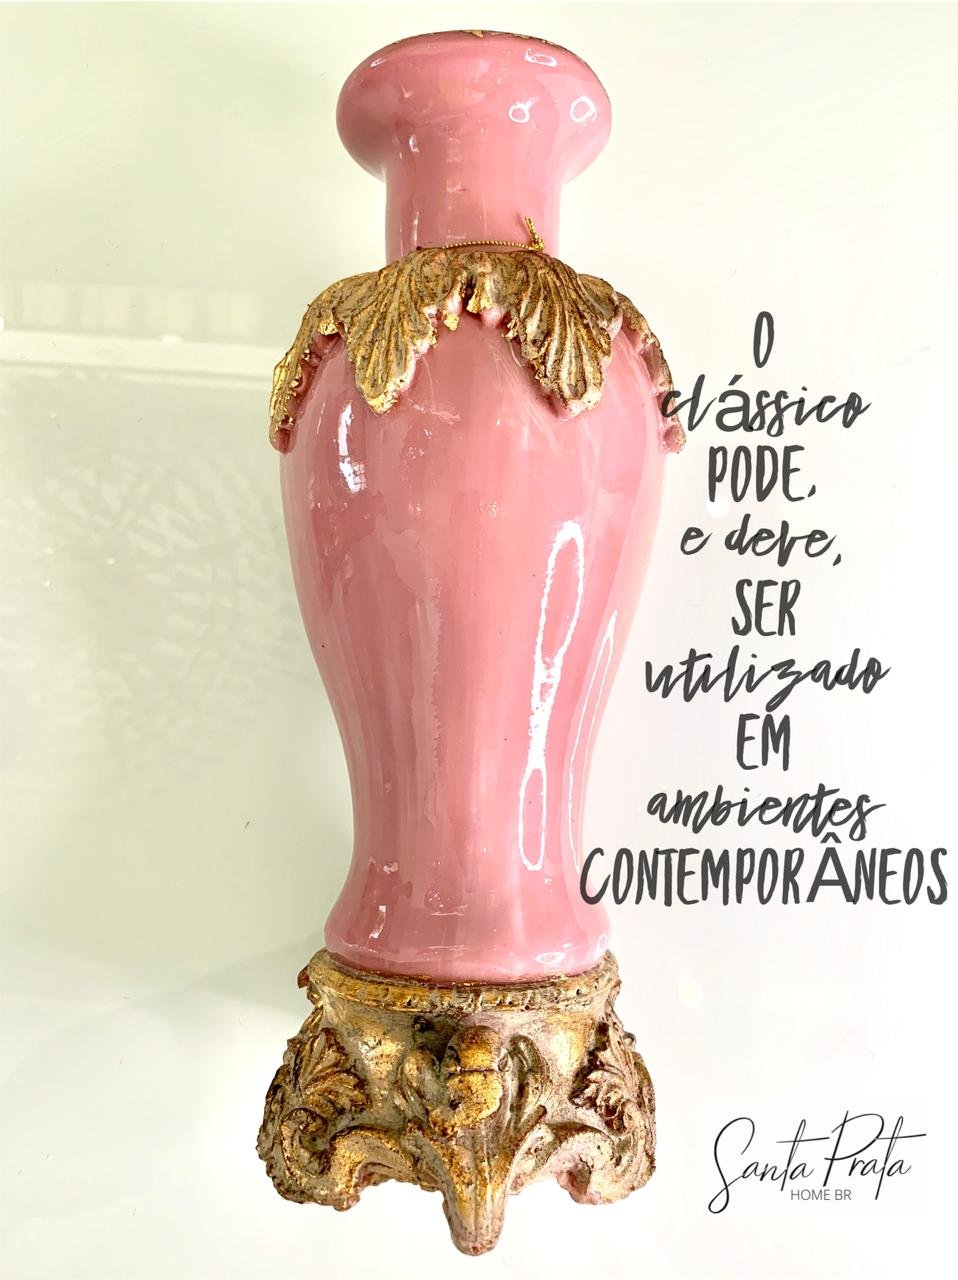 O
clássico
PODE,
e deve,
SER
utilizado
EM
ambientes
CONTEMPORÂNEOS
Santa Prata
HOME BR